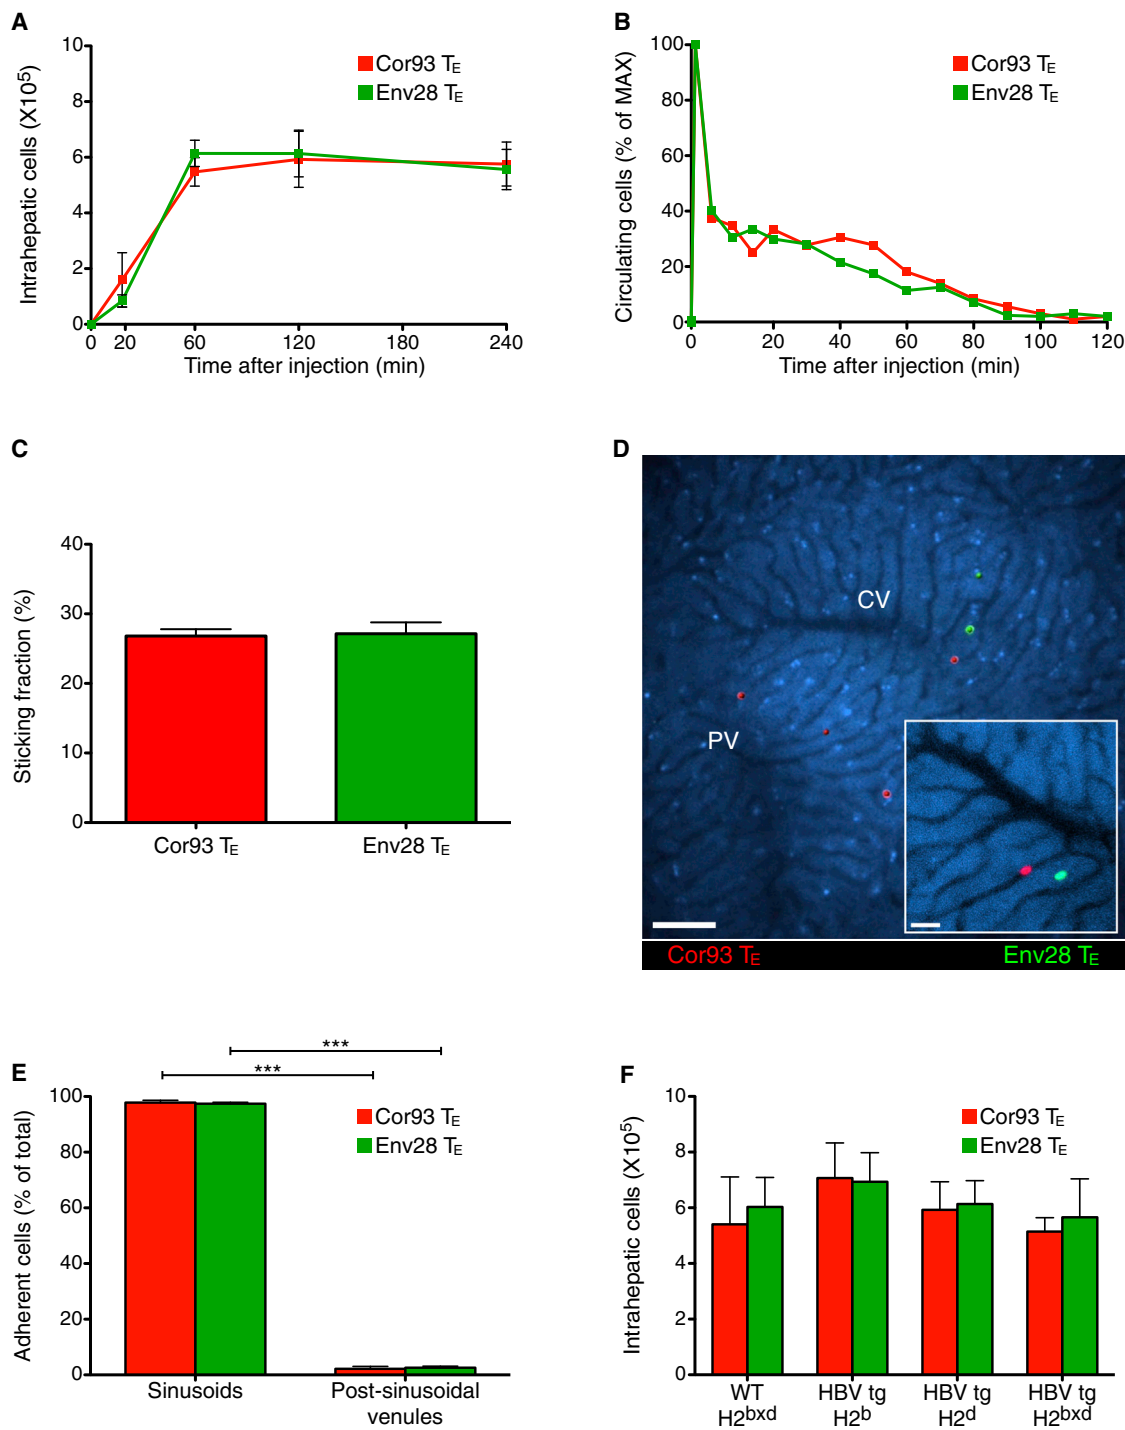 A
Intrahepatic cells (X10⁵)
10
8
6
4
2
0
0 20 60 120 180 240
Time after injection (min)
Cor93 TE
Env28 TE
B
Circulating cells (% of MAX)
100
80
60
40
20
0
0 20 40 60 80 100 120
Time after injection (min)
Cor93 TE
Env28 TE
C
Sticking fraction (%)
40
30
20
10
0
Cor93 TE
Env28 TE
D
CV
PV
Cor93 TE
Env28 TE
E
***
***
Adherent cells (% of total)
100
80
60
40
20
0
Cor93 TE
Env28 TE
Sinusoids
Post-sinusoidal
venules
F
Intrahepatic cells (X10⁵)
10
8
6
4
2
0
Cor93 TE
Env28 TE
WT
H2bxd
HBV tg
H2b
HBV tg
H2d
HBV tg
H2bxd